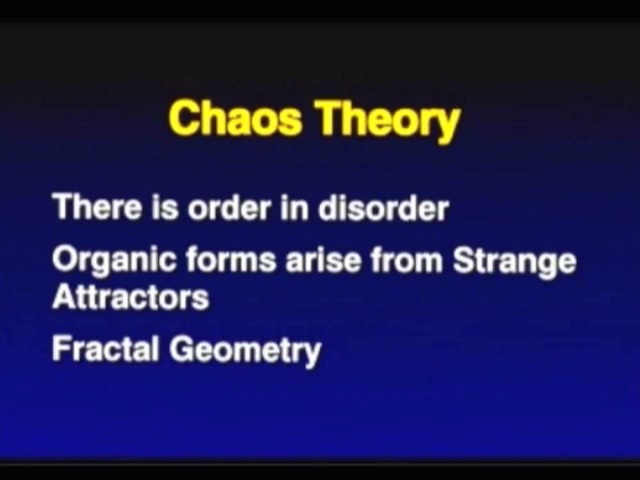 Chaos Theory
There is order in disorder
Organic forms arise from Strange
Attractors
Fractal Geometry